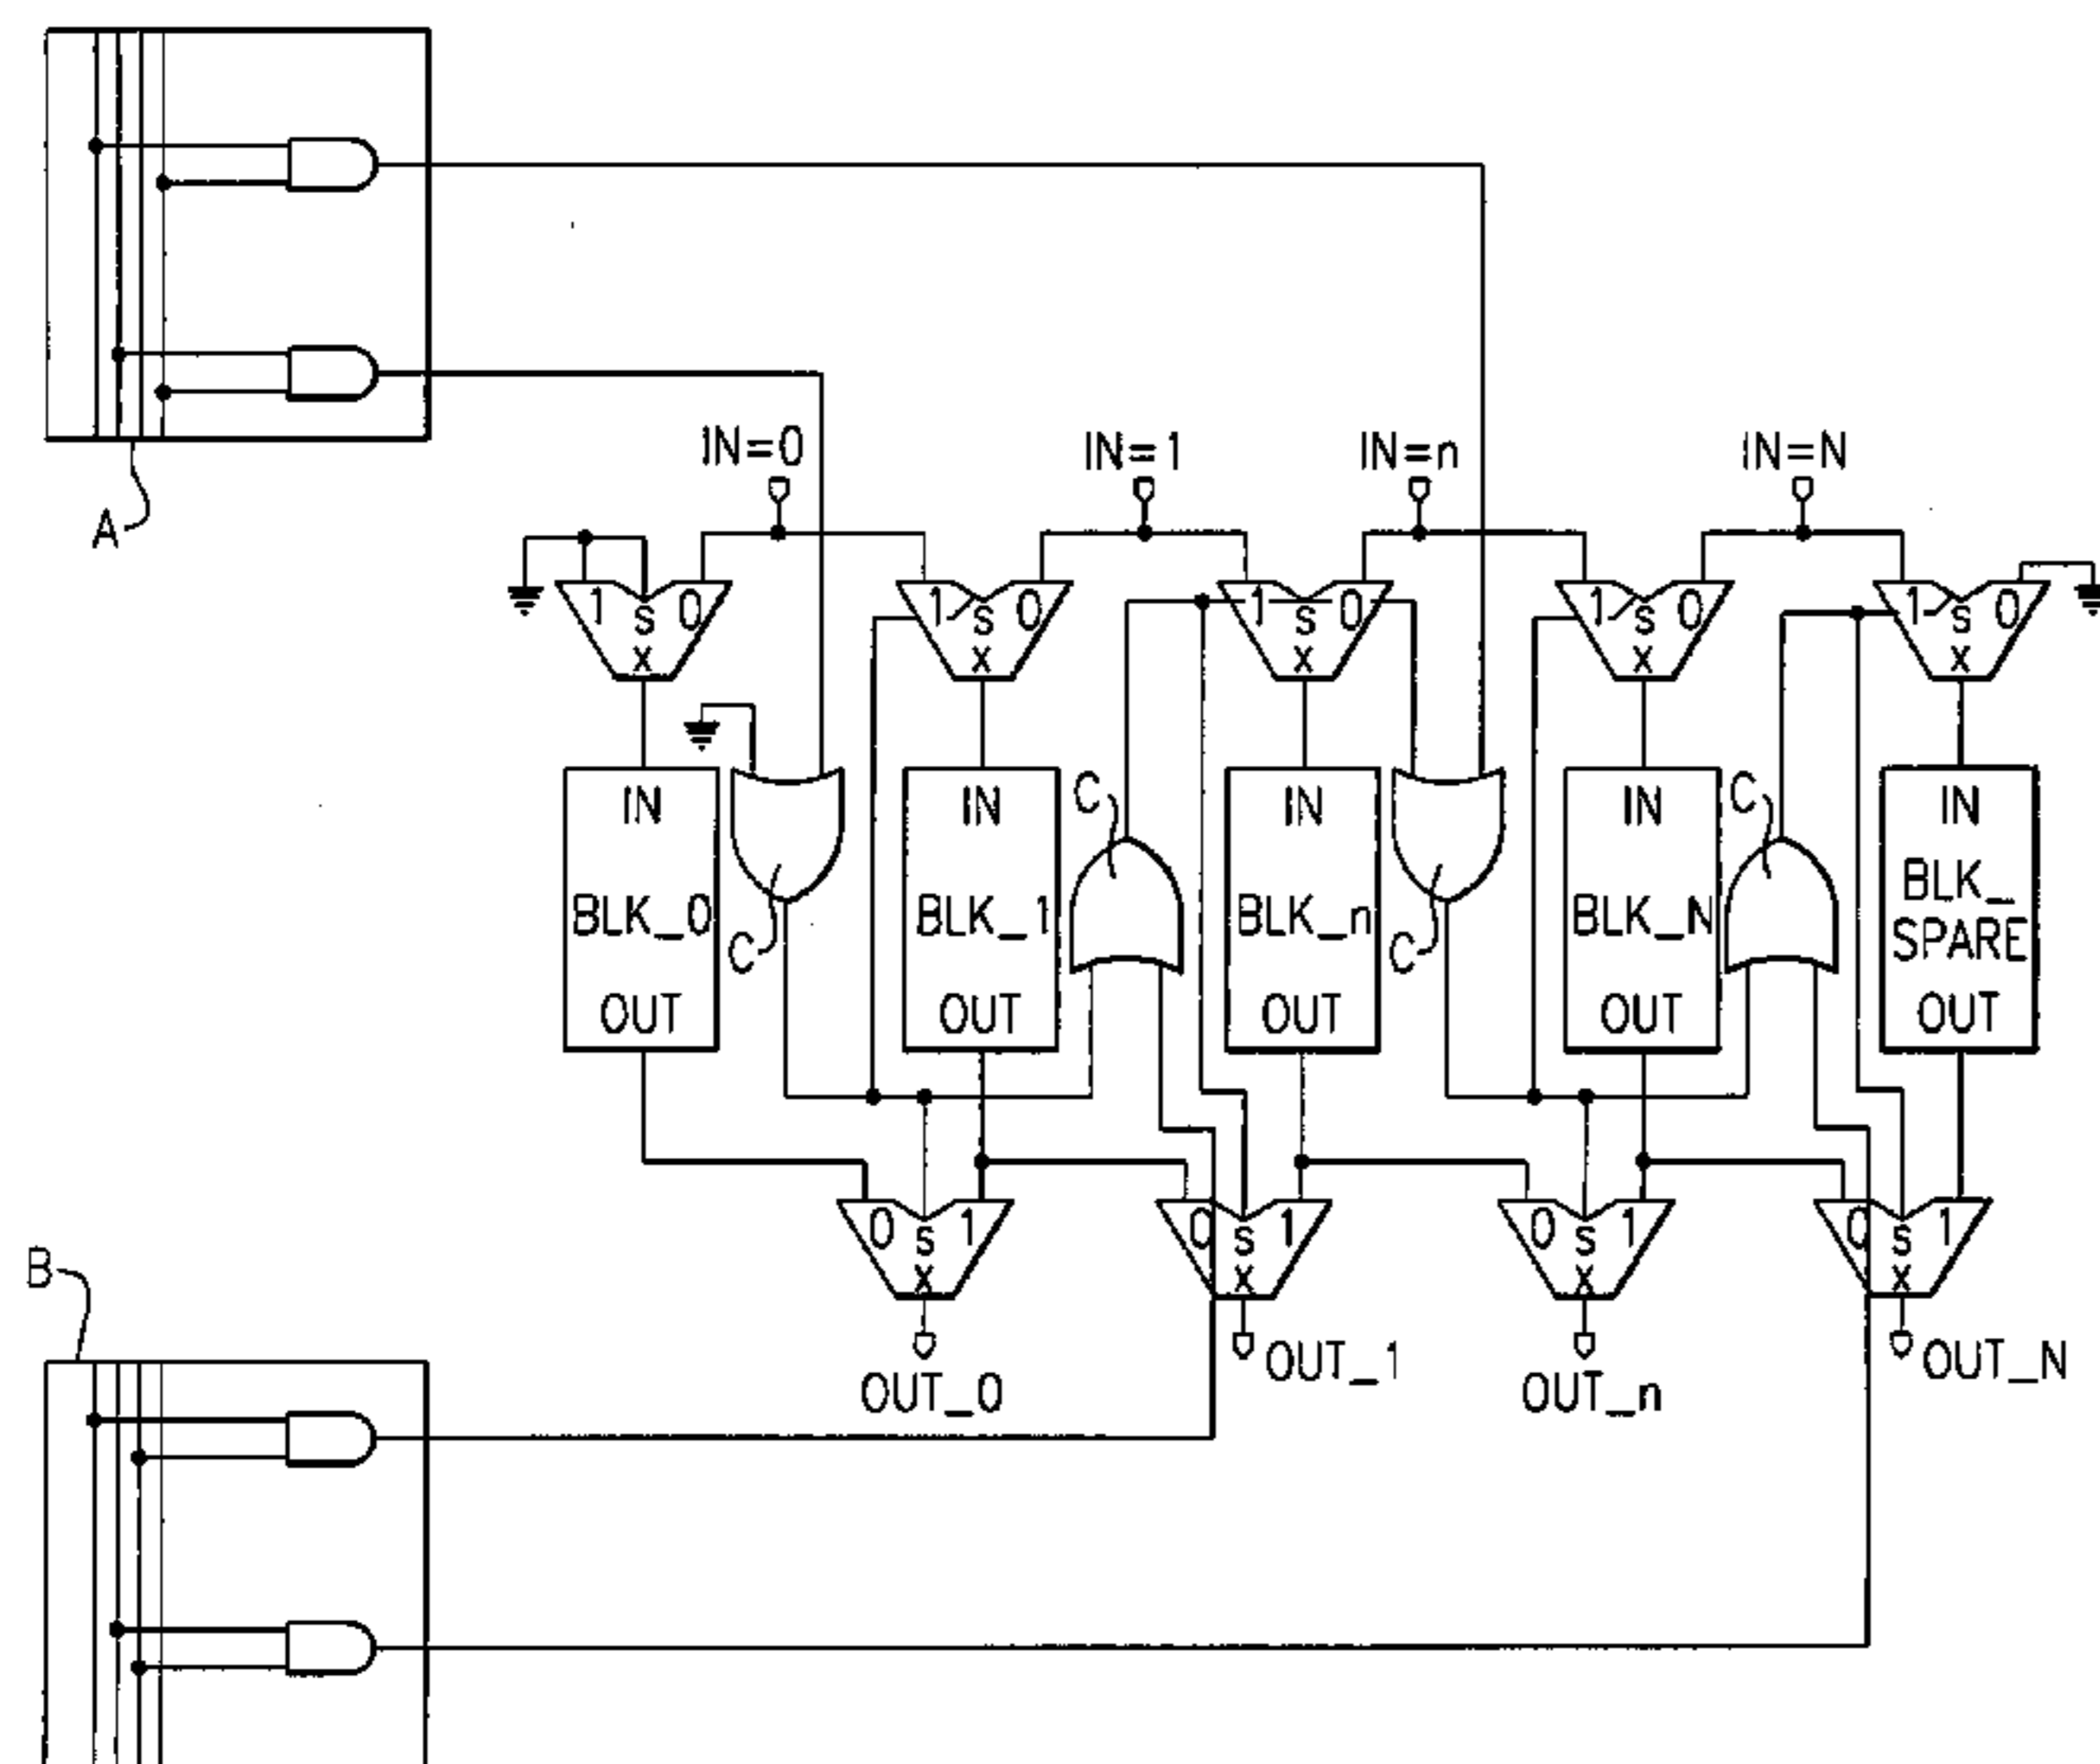 IN=0
IN=1
IN=n
IN=N
A
1 S 0
X
1 S 0
X
1 S 0
X
1 S 0
X
1 S 0
X
IN
BLK_0
OUT
C
IN
BLK_1
OUT
C
IN
BLK_n
OUT
C
IN
BLK_N
OUT
C
IN
BLK_
SPARE
OUT
0 S 1
X
0 S 1
X
0 S 1
X
0 S 1
X
B
OUT_0
OUT_1
OUT_n
OUT_N